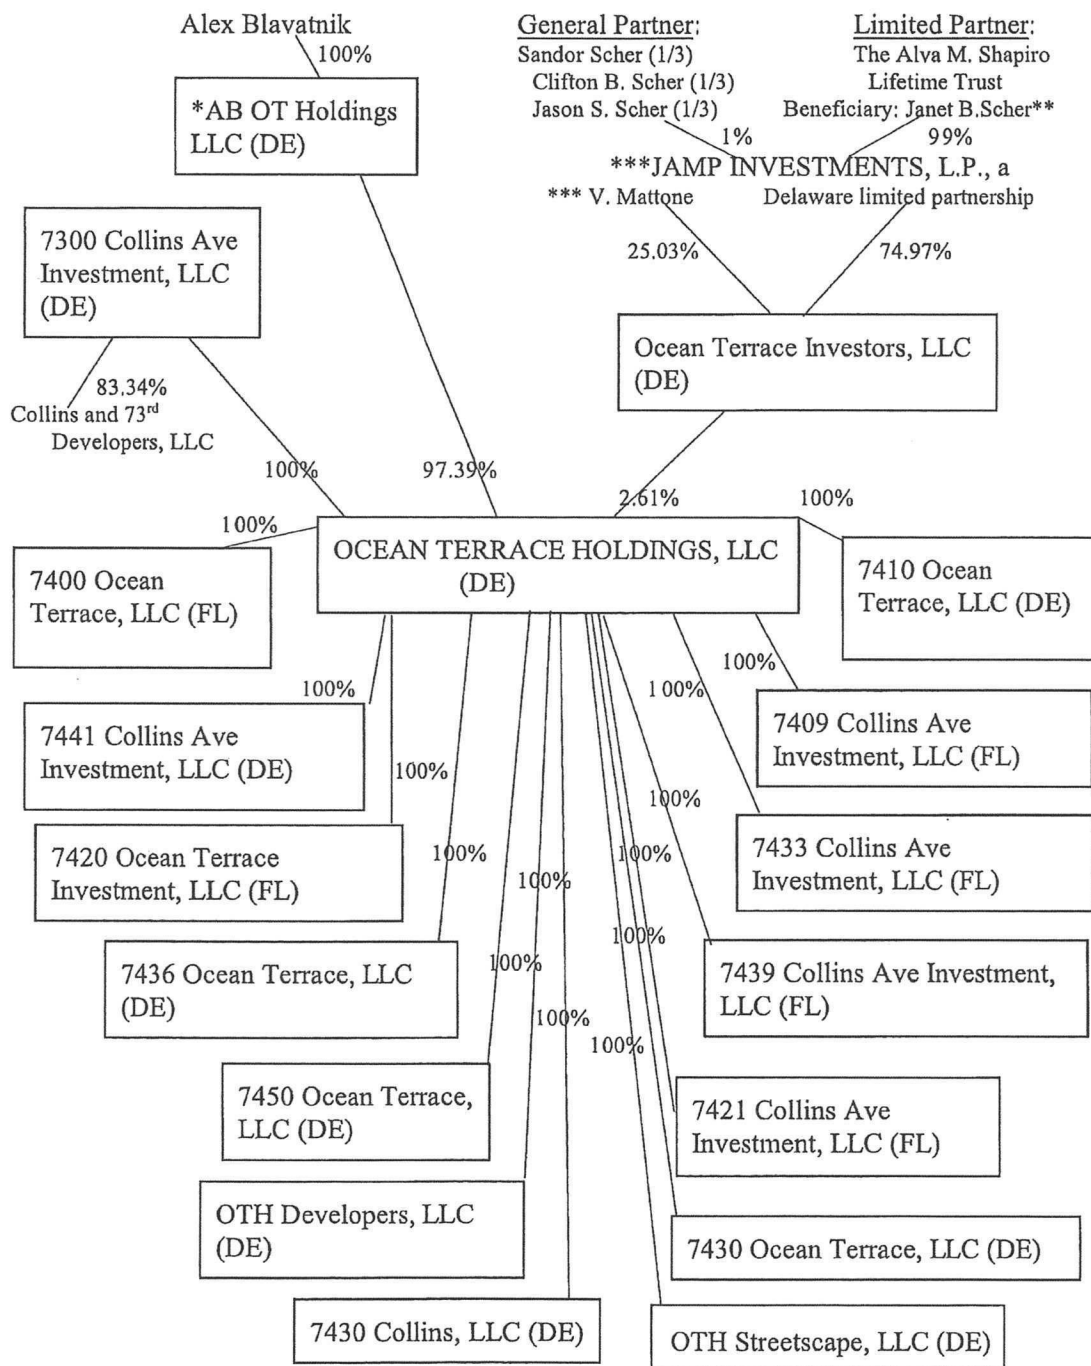 Alex Blavatnik
100%
*AB OT Holdings
LLC (DE)
General Partner:
Sandor Scher (1/3)
Clifton B. Scher (1/3)
Jason S. Scher (1/3)
1%
Limited Partner:
The Alva M. Shapiro
Lifetime Trust
Beneficiary: Janet B.Scher**
99%
***JAMP INVESTMENTS, L.P., a
*** V. Mattone
Delaware limited partnership
25.03%
74.97%
7300 Collins Ave
Investment, LLC
(DE)
Ocean Terrace Investors, LLC
(DE)
83.34%
Collins and 73rd
Developers, LLC
100%
97.39%
2.61%
100%
100%
OCEAN TERRACE HOLDINGS, LLC
(DE)
7400 Ocean
Terrace, LLC (FL)
7410 Ocean
Terrace, LLC (DE)
100%
100%
100%
7441 Collins Ave
Investment, LLC (DE)
7409 Collins Ave
Investment, LLC (FL)
100%
100%
7420 Ocean Terrace
Investment, LLC (FL)
7433 Collins Ave
Investment, LLC (FL)
100%
100%
100%
7436 Ocean Terrace, LLC
(DE)
7439 Collins Ave Investment,
LLC (FL)
100%
100%
100%
100%
7450 Ocean Terrace,
LLC (DE)
7421 Collins Ave
Investment, LLC (FL)
OTH Developers, LLC
(DE)
7430 Ocean Terrace, LLC (DE)
7430 Collins, LLC (DE)
OTH Streetscape, LLC (DE)